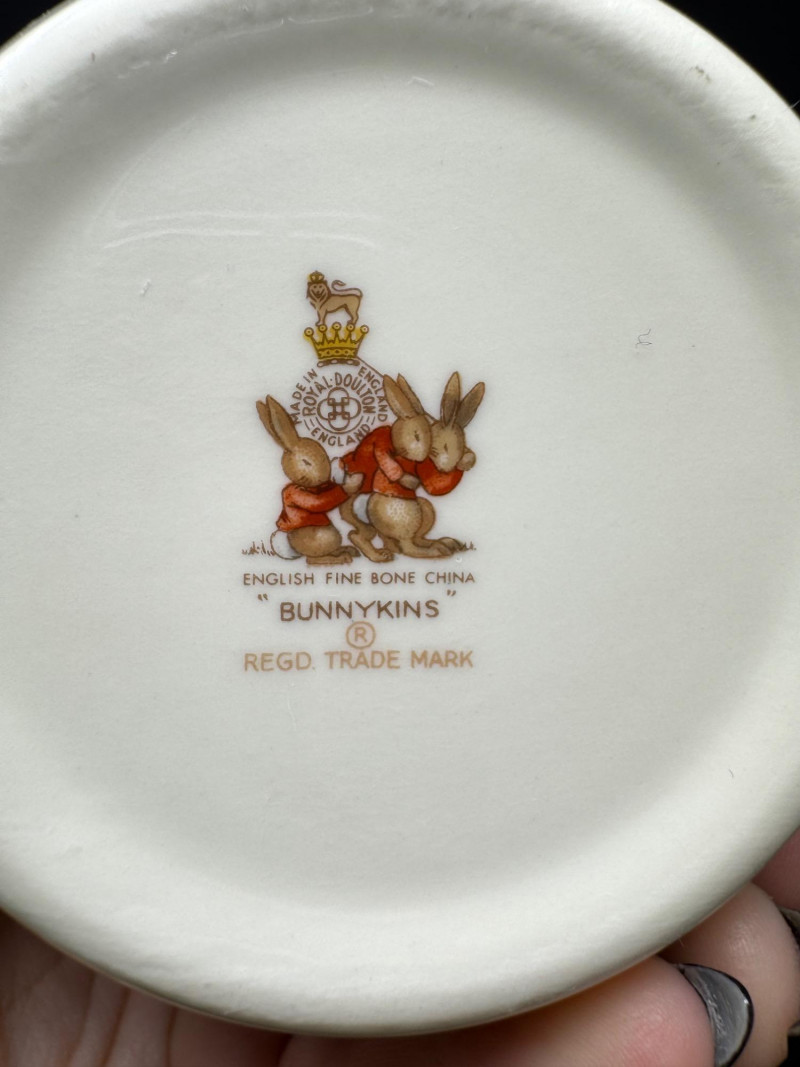 MADE IN ENGLAND
ROYAL·DOULTON
ENGLAND
ENGLISH FINE BONE CHINA
"BUNNYKINS"
®
REGD. TRADE MARK